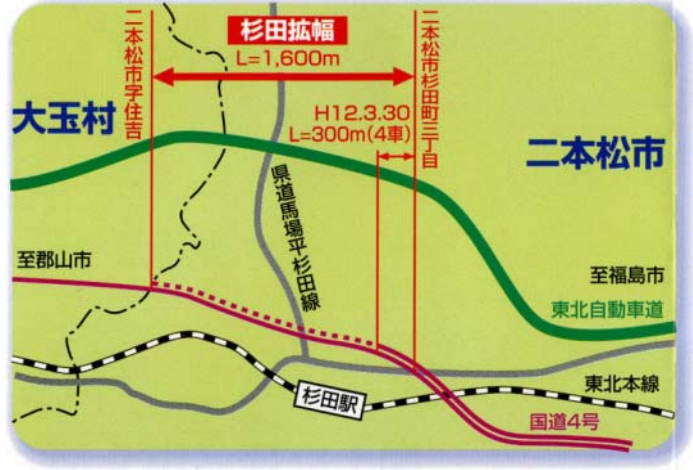 杉田拡幅
L=1,600m
二本松市字住吉
二本松市杉田町三丁目
H12.3.30
L=300m(4車)
大玉村
二本松市
県道馬場平杉田線
至郡山市
至福島市
東北自動車道
東北本線
杉田駅
国道4号